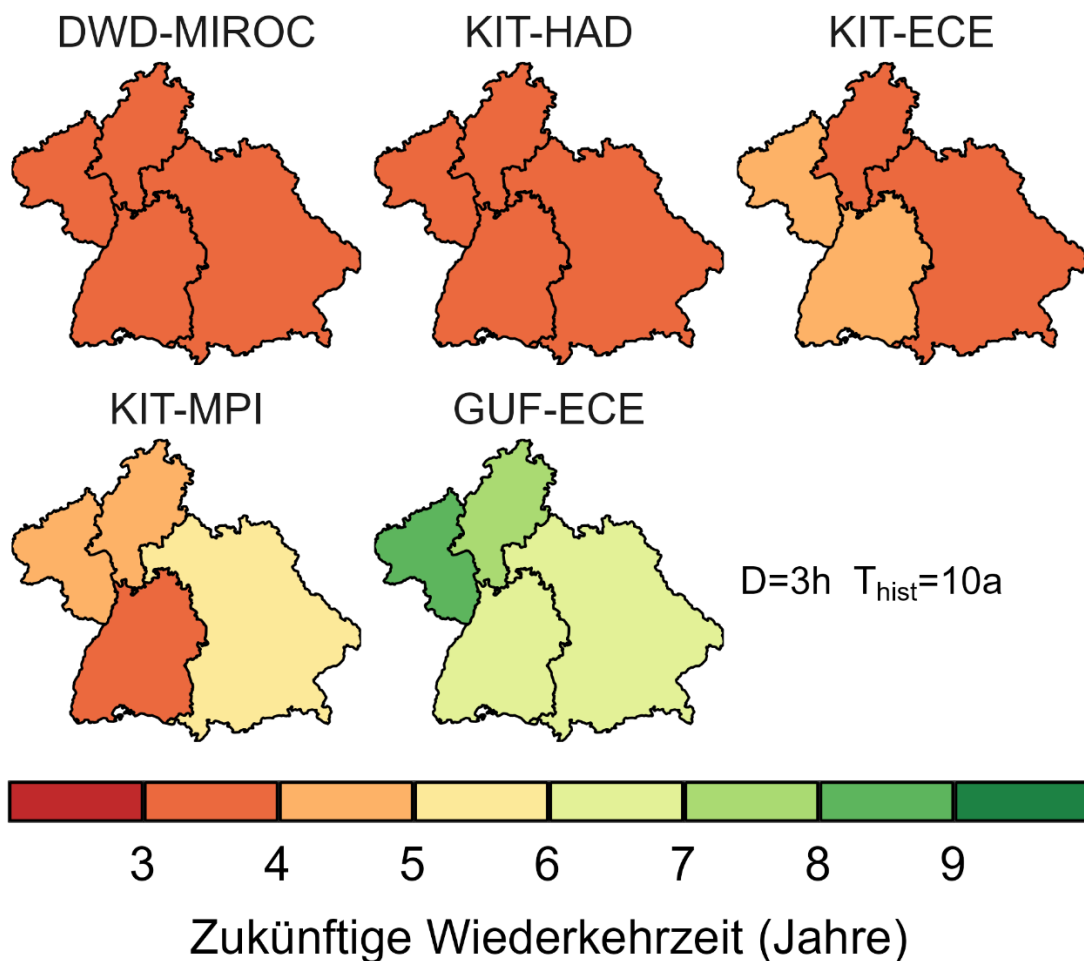 DWD-MIROC KIT-HAD KIT-ECE
KIT-MPI GUF-ECE
D=3h Thist=10a
3 4 5 6 7 8 9
Zukünftige Wiederkehrzeit (Jahre)